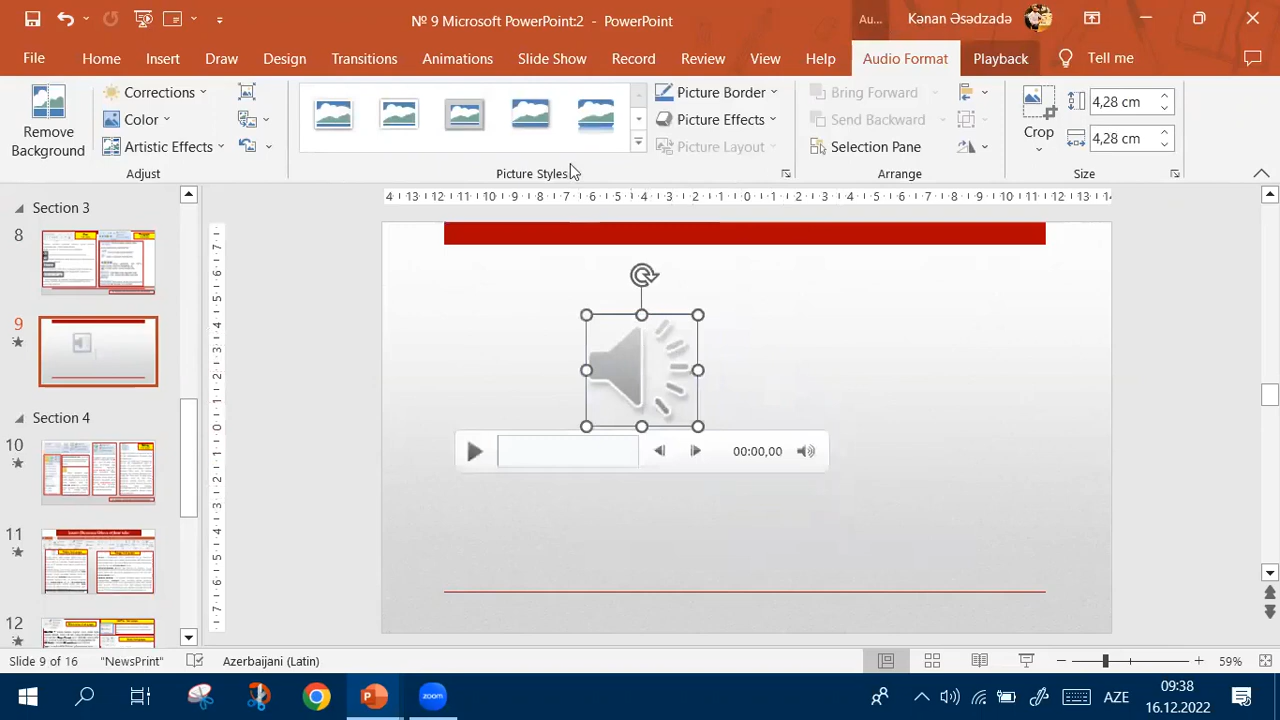 № 9 Microsoft PowerPoint:2 - PowerPoint
Au...
Kənan Əsədzadə
File
Home
Insert
Draw
Design
Transitions
Animations
Slide Show
Record
Review
View
Help
Audio Format
Playback
Tell me
Remove
Background
Corrections
Color
Artistic Effects
Adjust
Picture Styles
Picture Border
Picture Effects
Picture Layout
Bring Forward
Send Backward
Selection Pane
Arrange
Crop
4,28 cm
4,28 cm
Size
Section 3
8
9
Section 4
10
11
12
00:00,00
Slide 9 of 16
"NewsPrint"
Azerbaijani (Latin)
59%
zoom
AZE
09:38
16.12.2022